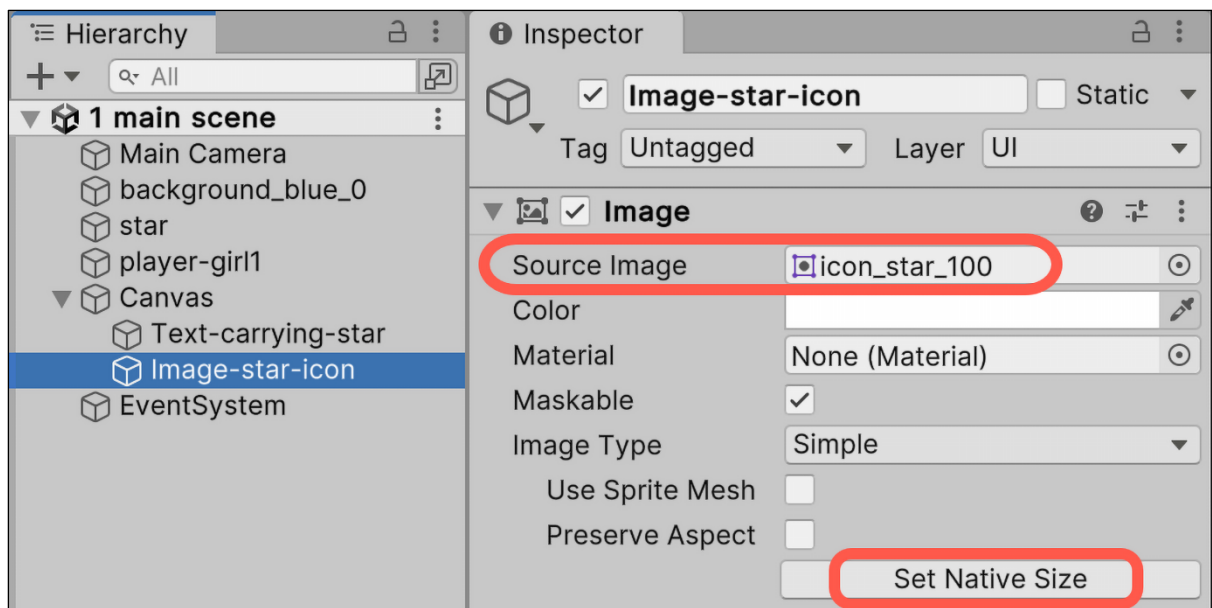 Hierarchy
All
1 main scene
Main Camera
background_blue_0
star
player-girl1
Canvas
Text-carrying-star
Image-star-icon
EventSystem
Inspector
Image-star-icon
Static
Tag Untagged Layer UI
Image
Source Image icon_star_100
Color
Material None (Material)
Maskable
Image Type Simple
Use Sprite Mesh
Preserve Aspect
Set Native Size